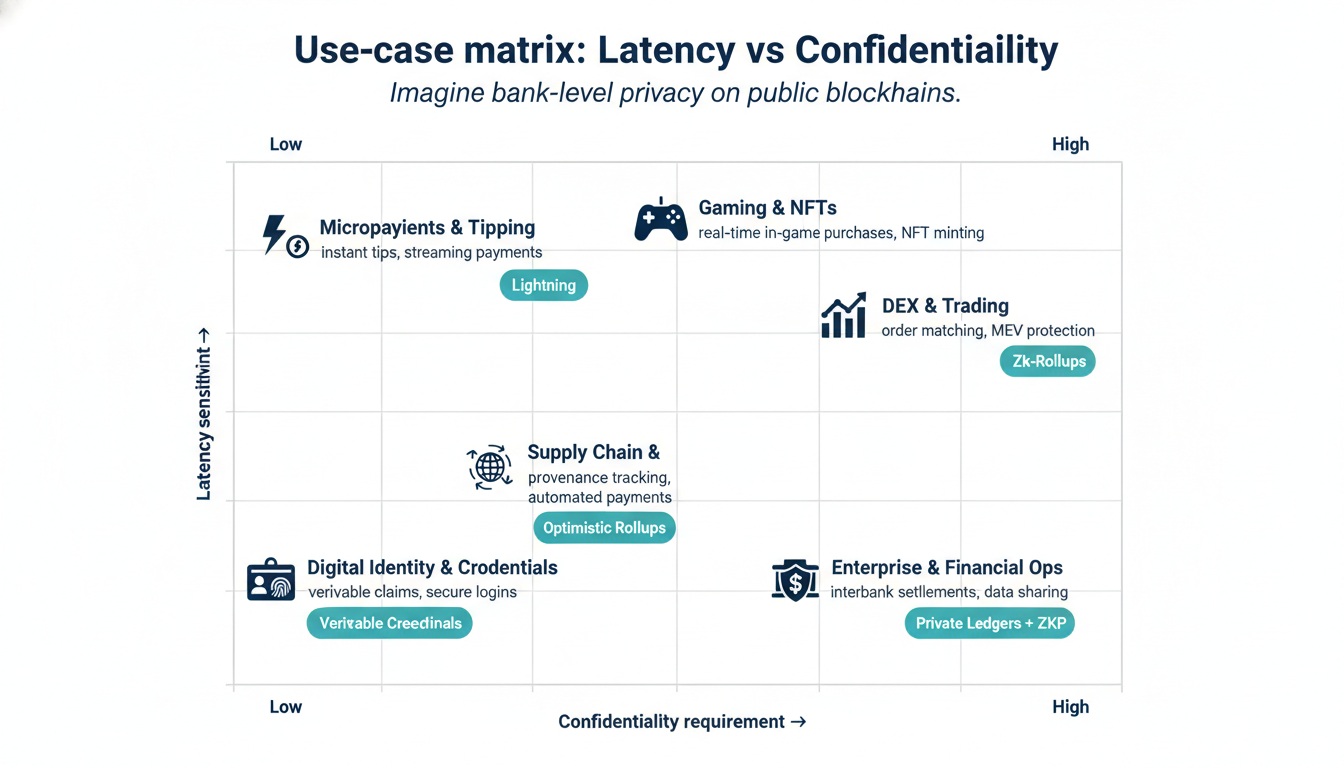 Use-case matrix: Latency vs Confidentiaility
Imagine bank-level privacy on public blockhains.
Low
High
Micropayients & Tipping
instant tips, streaming payments
Lightning
Gaming & NFTs
real-time in-game purchases, NFT minting
DEX & Trading
order matching, MEV protection
Zk-Rollups
Latency
Supply Chain &
provenance tracking,
automated payments
Optimistic Rollups
Digital Identity & Crodentials
verivable claims, secure logins
Enterprise & Financial Ops
interbank setllements, data sharing
Private Ledgers + ZKP
Low
High
Confidentiality requirement →